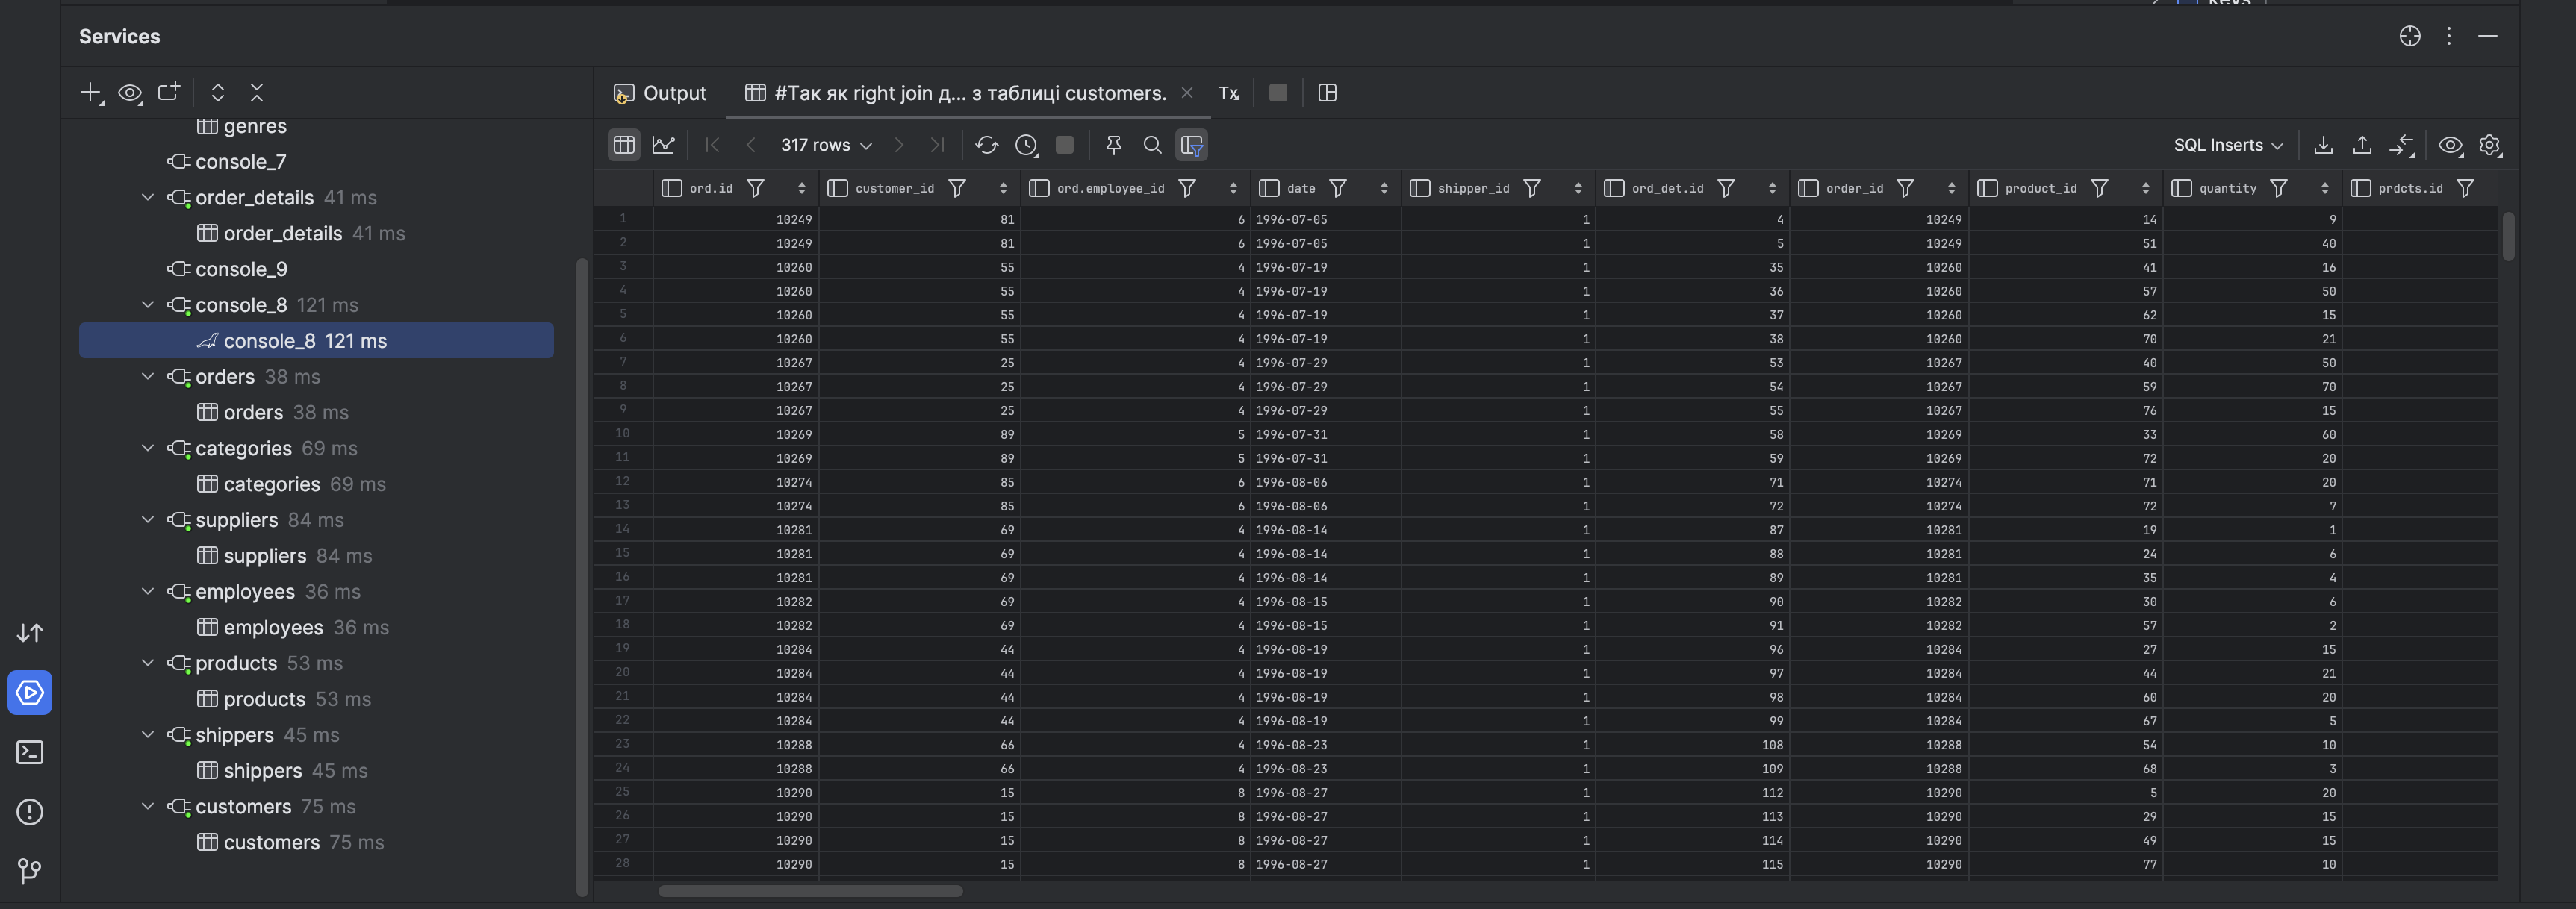 Services
genres
console_7
order_details 41 ms
order_details 41 ms
console_9
console_8 121 ms
console_8 121 ms
orders 38 ms
orders 38 ms
categories 69 ms
categories 69 ms
suppliers 84 ms
suppliers 84 ms
employees 36 ms
employees 36 ms
products 53 ms
products 53 ms
shippers 45 ms
shippers 45 ms
customers 75 ms
customers 75 ms
Output #Так як right join д... з таблиці customers. Tx
317 rows SQL Inserts
ord.id customer_id ord.employee_id date shipper_id ord_det.id order_id product_id quantity prdcts.id
1 10249 81 6 1996-07-05 1 4 10249 14 9
2 10249 81 6 1996-07-05 1 5 10249 51 40
3 10260 55 4 1996-07-19 1 35 10260 41 16
4 10260 55 4 1996-07-19 1 36 10260 57 50
5 10260 55 4 1996-07-19 1 37 10260 62 15
6 10260 55 4 1996-07-19 1 38 10260 70 21
7 10267 25 4 1996-07-29 1 53 10267 40 50
8 10267 25 4 1996-07-29 1 54 10267 59 70
9 10267 25 4 1996-07-29 1 55 10267 76 15
10 10269 89 5 1996-07-31 1 58 10269 33 60
11 10269 89 5 1996-07-31 1 59 10269 72 20
12 10274 85 6 1996-08-06 1 71 10274 71 20
13 10274 85 6 1996-08-06 1 72 10274 72 7
14 10281 69 4 1996-08-14 1 87 10281 19 1
15 10281 69 4 1996-08-14 1 88 10281 24 6
16 10281 69 4 1996-08-14 1 89 10281 35 4
17 10282 69 4 1996-08-15 1 90 10282 30 6
18 10282 69 4 1996-08-15 1 91 10282 57 2
19 10284 44 4 1996-08-19 1 96 10284 27 15
20 10284 44 4 1996-08-19 1 97 10284 44 21
21 10284 44 4 1996-08-19 1 98 10284 60 20
22 10284 44 4 1996-08-19 1 99 10284 67 5
23 10288 66 4 1996-08-23 1 108 10288 54 10
24 10288 66 4 1996-08-23 1 109 10288 68 3
25 10290 15 8 1996-08-27 1 112 10290 5 20
26 10290 15 8 1996-08-27 1 113 10290 29 15
27 10290 15 8 1996-08-27 1 114 10290 49 15
28 10290 15 8 1996-08-27 1 115 10290 77 10